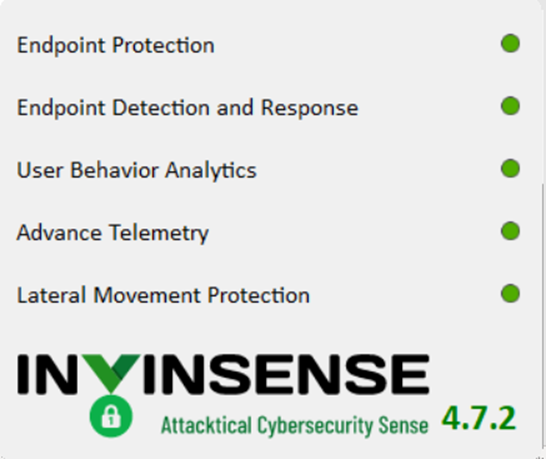 Endpoint Protection
Endpoint Detection and Response
User Behavior Analytics
Advance Telemetry
Lateral Movement Protection
INVINSENSE
Attacktical Cybersecurity Sense 4.7.2